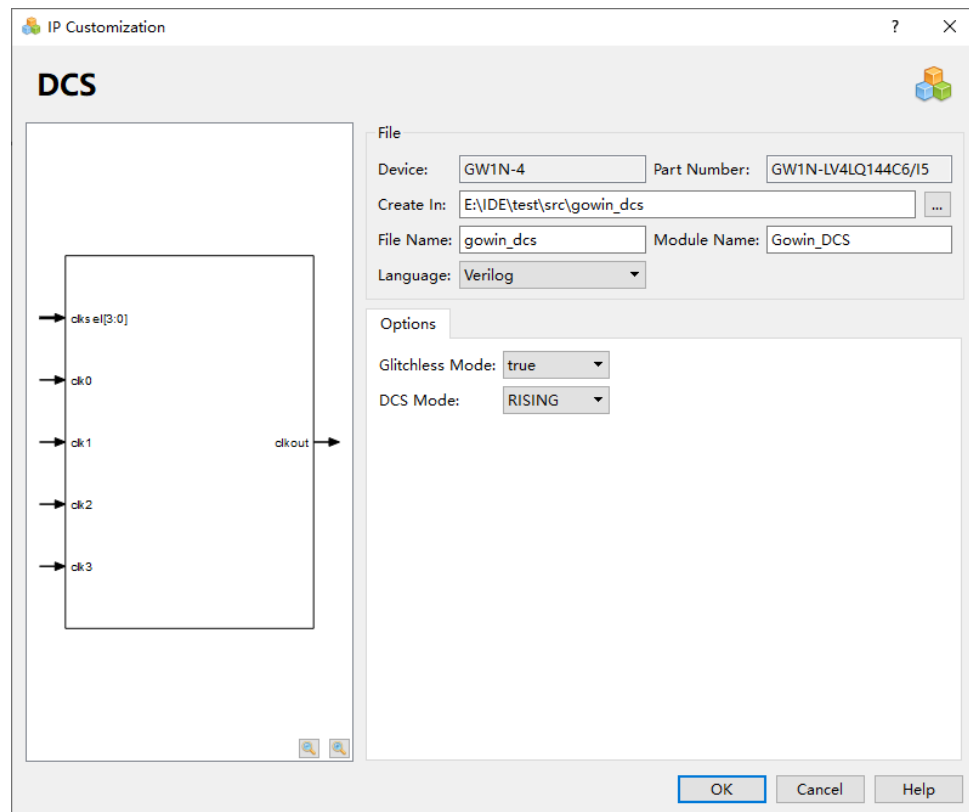 IP Customization
?
DCS
File
Device: GW1N-4 Part Number: GW1N-LV4LQ144C6/I5
Create In: E:\IDE\test\src\gowin_dcs ...
File Name: gowin_dcs Module Name: Gowin_DCS
Language: Verilog
Options
Glitchless Mode: true
DCS Mode: RISING
clksel[3:0]
clk0
clk1
clkout
clk2
clk3
OK Cancel Help